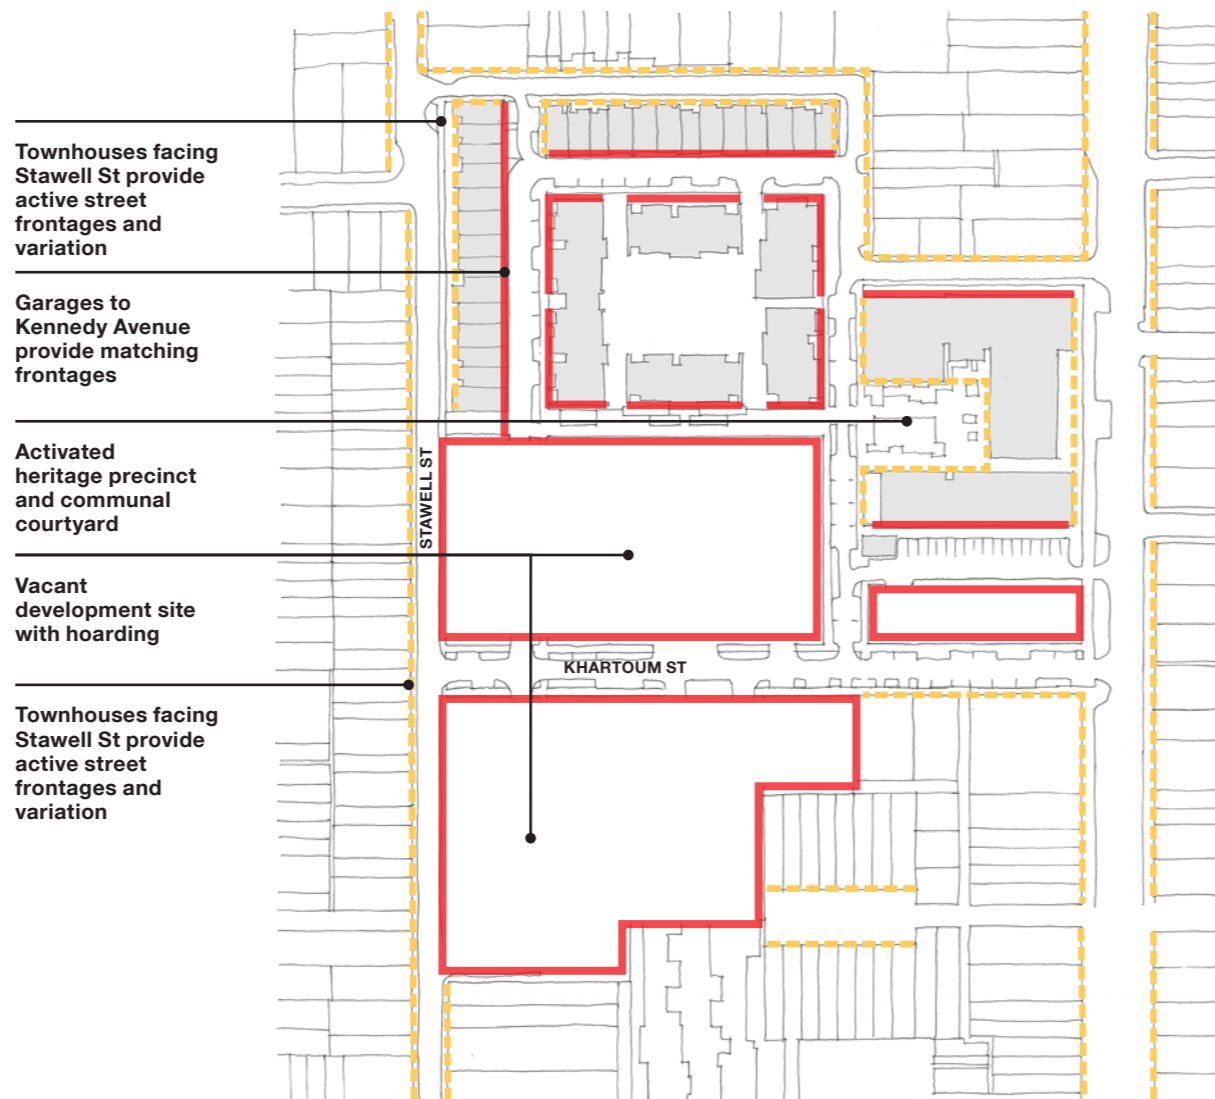 Townhouses facing
Stawell St provide
active street
frontages and
variation
Garages to
Kennedy Avenue
provide matching
frontages
Activated
heritage precinct
and communal
courtyard
Vacant
development site
with hoarding
Townhouses facing
Stawell St provide
active street
frontages and
variation
STAWELL ST
KHARTOUM ST